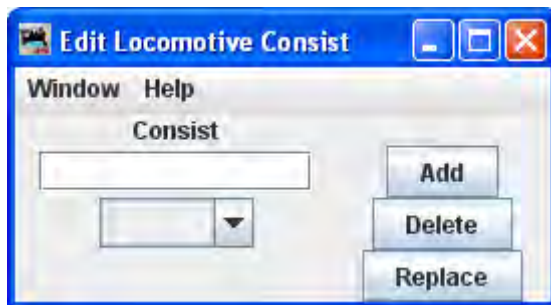 Edit Locomotive Consist
Window Help
Consist
Add
Delete
Replace